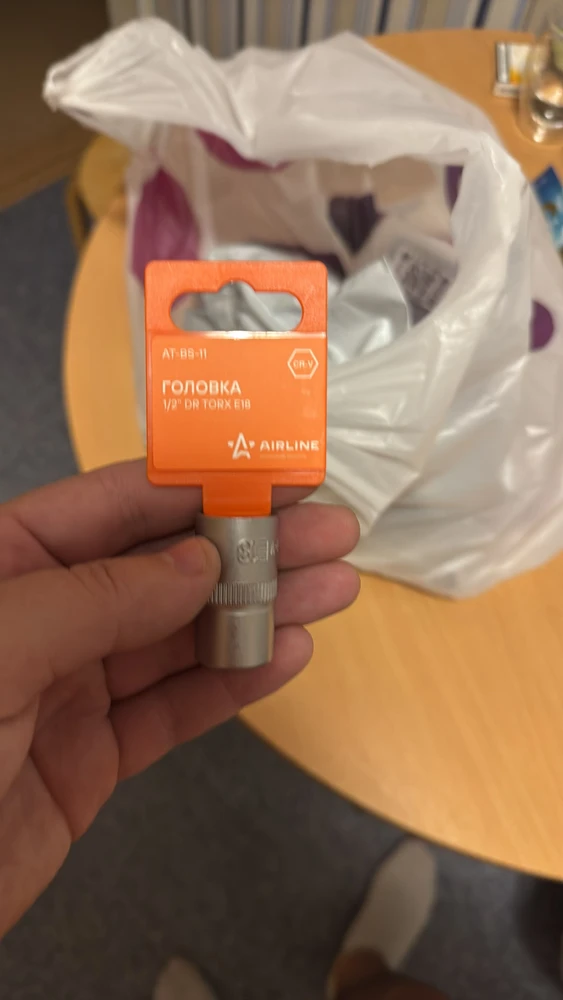 AT-BS-11
CR-V
ГОЛОВКА
1/2" DR TORX E18
AIRLINE